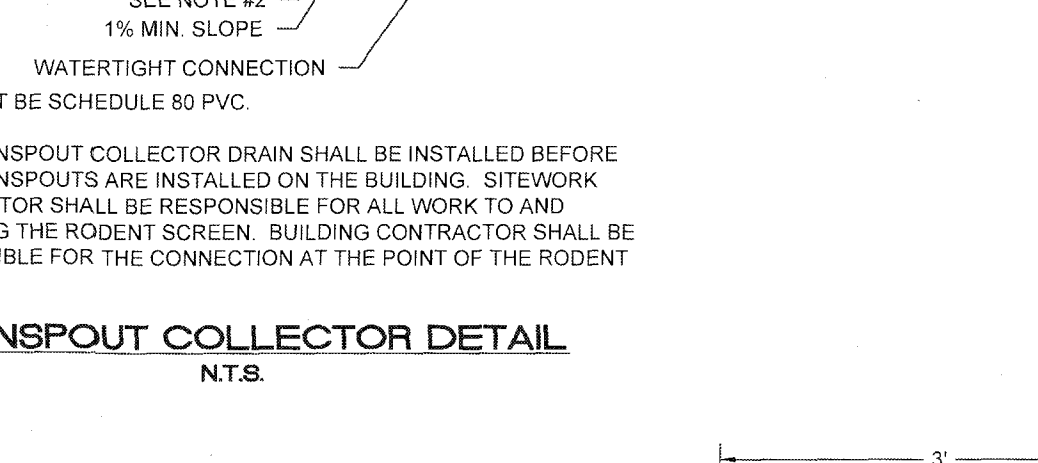 SEE NOTE #2
1% MIN. SLOPE
WATERTIGHT CONNECTION
T BE SCHEDULE 80 PVC.
NSPOUT COLLECTOR DRAIN SHALL BE INSTALLED BEFORE
NSPOUTS ARE INSTALLED ON THE BUILDING. SITEWORK
TOR SHALL BE RESPONSIBLE FOR ALL WORK TO AND
G THE RODENT SCREEN. BUILDING CONTRACTOR SHALL BE
IBLE FOR THE CONNECTION AT THE POINT OF THE RODENT
NSPOUT COLLECTOR DETAIL
N.T.S.
3'